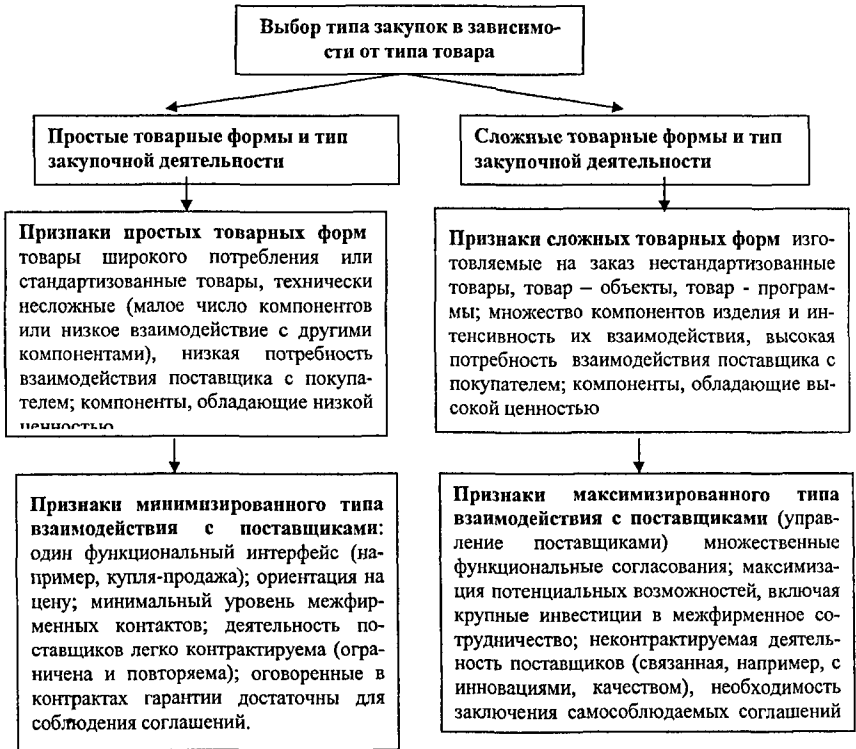 Выбор типа закупок в зависимо-
сти от типа товара
Простые товарные формы и тип
закупочной деятельности
Сложные товарные формы и тип
закупочной деятельности
Признаки простых товарных форм
товары широкого потребления или
стандартизованные товары, технически
несложные (малое число компонентов
или низкое взаимодействие с другими
компонентами), низкая потребность
взаимодействия поставщика с покупа-
телем; компоненты, обладающие низкой
ценностью
Признаки сложных товарных форм изго-
товляемые на заказ нестандартизованные
товары, товар – объекты, товар - програм-
мы; множество компонентов изделия и ин-
тенсивность их взаимодействия, высокая
потребность взаимодействия поставщика с
покупателем; компоненты, обладающие вы-
сокой ценностью
Признаки минимизированного типа
взаимодействия с поставщиками:
один функциональный интерфейс (на-
пример, купля-продажа); ориентация на
цену; минимальный уровень межфир-
менных контактов; деятельность по-
ставщиков легко контрактируема (огра-
ничена и повторяема); оговоренные в
контрактах гарантии достаточны для
соблюдения соглашений.
Признаки максимизированного типа
взаимодействия с поставщиками (управ-
ление поставщиками) множественные
функциональные согласования; максимиза-
ция потенциальных возможностей, включая
крупные инвестиции в межфирменное со-
трудничество; неконтрактируемая деятель-
ность поставщиков (связанная, например, с
инновациями, качеством), необходимость
заключения самособлюдаемых соглашений